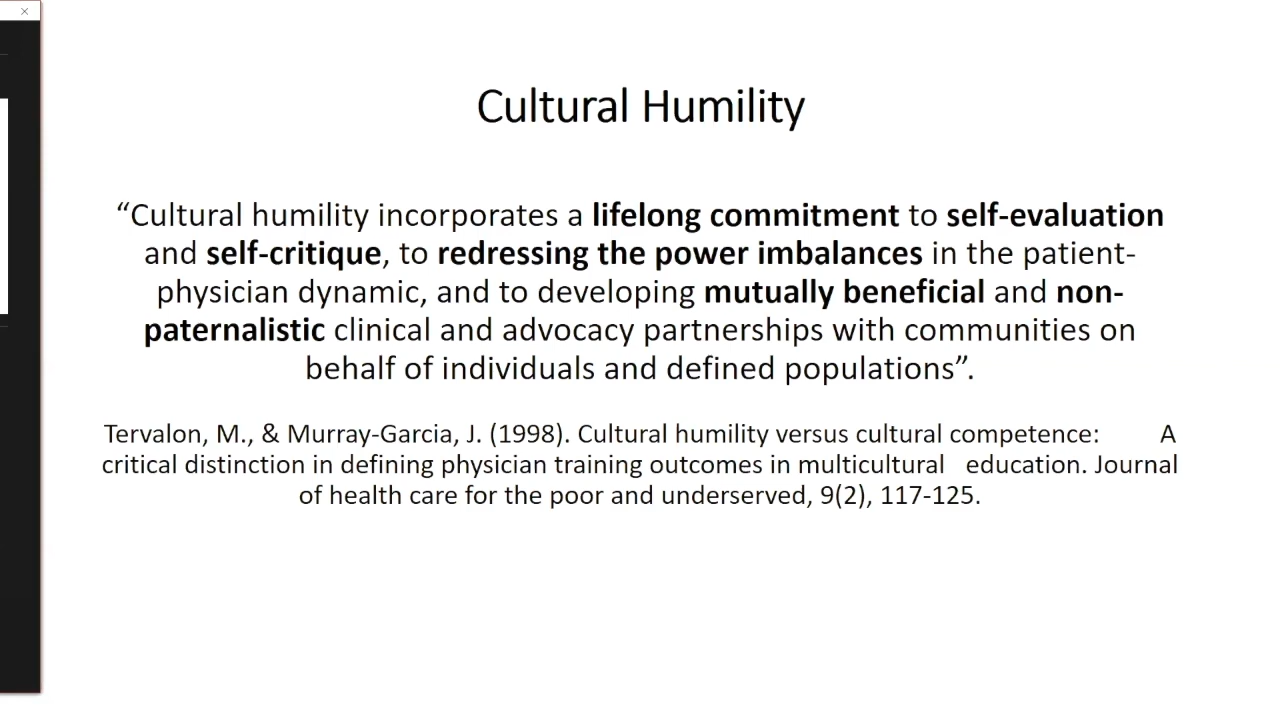 Cultural Humility
“Cultural humility incorporates a lifelong commitment to self-evaluation
and self-critique, to redressing the power imbalances in the patient-
physician dynamic, and to developing mutually beneficial and non-
paternalistic clinical and advocacy partnerships with communities on
behalf of individuals and defined populations”.
Tervalon, M., & Murray-Garcia, J. (1998). Cultural humility versus cultural competence: A
critical distinction in defining physician training outcomes in multicultural education. Journal
of health care for the poor and underserved, 9(2), 117-125.